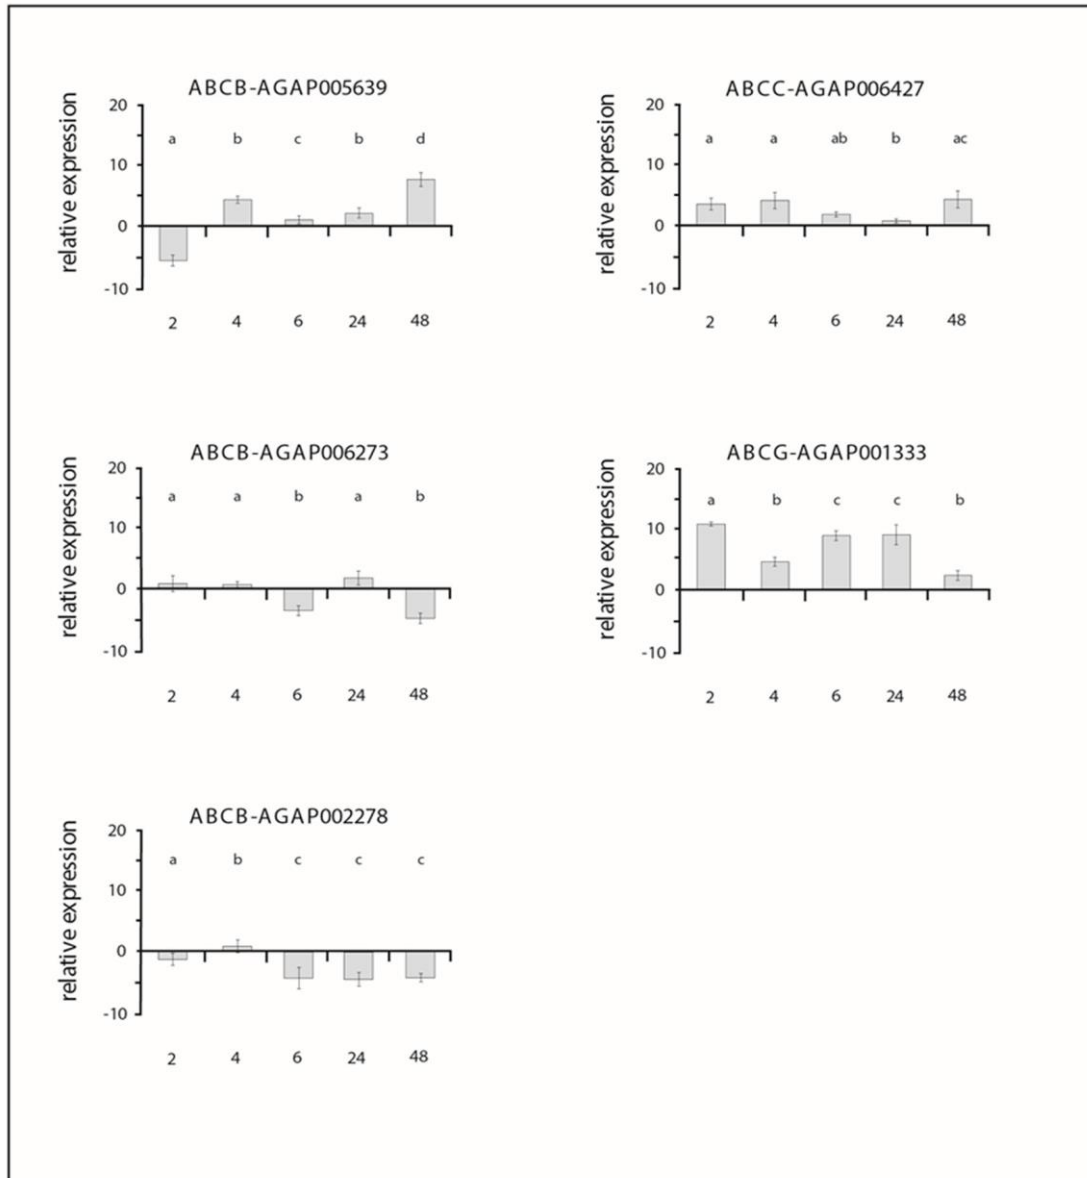 ABCB-AGAP005639
relative expression
20
10
0
-10
a b c b d
2 4 6 24 48
ABCC-AGAP006427
relative expression
20
10
0
-10
a a ab b ac
2 4 6 24 48
ABCB-AGAP006273
relative expression
20
10
0
-10
a a b a b
2 4 6 24 48
ABCG-AGAP001333
relative expression
20
10
0
-10
a b c c b
2 4 6 24 48
ABCB-AGAP002278
relative expression
20
10
0
-10
a b c c c
2 4 6 24 48